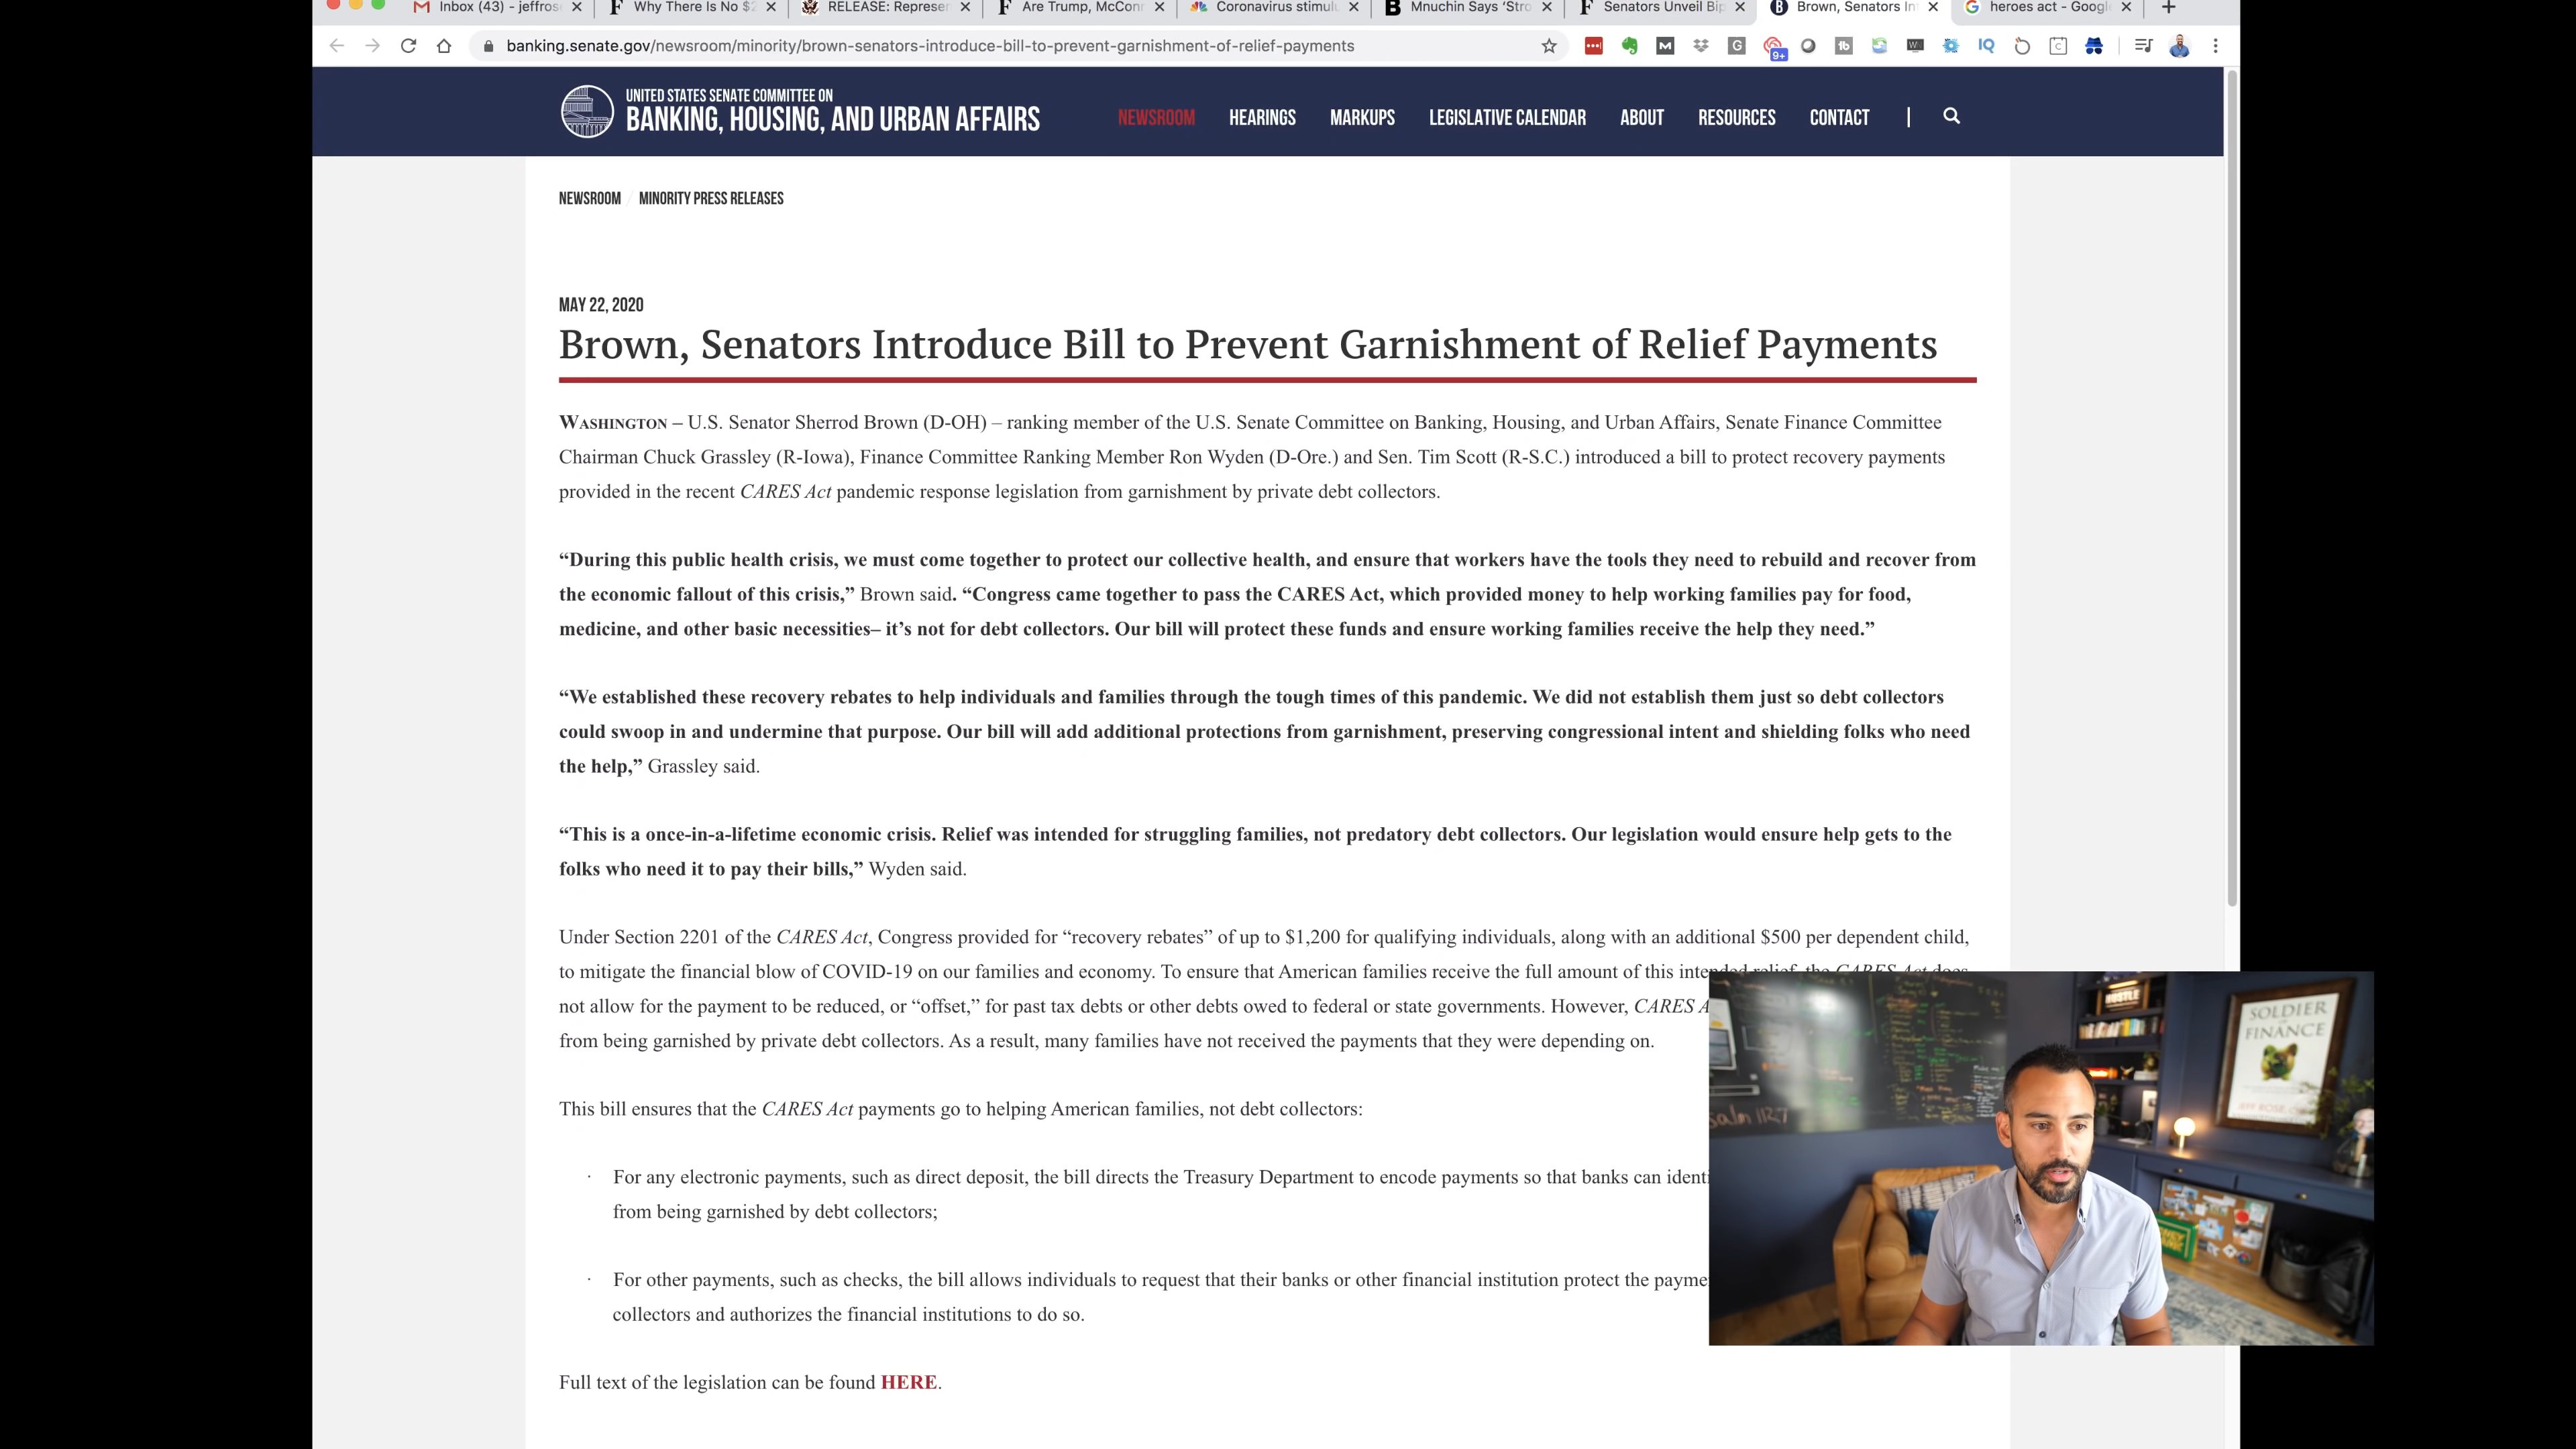 Inbox (43) - jeffros
Why There Is No $2
RELEASE: Represen
Are Trump, McConn
Coronavirus stimulu
Mnuchin Says 'Stro
Senators Unveil Bip
Brown, Senators In
heroes act - Googl
banking.senate.gov/newsroom/minority/brown-senators-introduce-bill-to-prevent-garnishment-of-relief-payments
9+
UNITED STATES SENATE COMMITTEE ON
BANKING, HOUSING, AND URBAN AFFAIRS
NEWSROOM HEARINGS MARKUPS LEGISLATIVE CALENDAR ABOUT RESOURCES CONTACT |
NEWSROOM / MINORITY PRESS RELEASES
MAY 22, 2020
Brown, Senators Introduce Bill to Prevent Garnishment of Relief Payments
WASHINGTON – U.S. Senator Sherrod Brown (D-OH) – ranking member of the U.S. Senate Committee on Banking, Housing, and Urban Affairs, Senate Finance Committee
Chairman Chuck Grassley (R-Iowa), Finance Committee Ranking Member Ron Wyden (D-Ore.) and Sen. Tim Scott (R-S.C.) introduced a bill to protect recovery payments
provided in the recent CARES Act pandemic response legislation from garnishment by private debt collectors.
“During this public health crisis, we must come together to protect our collective health, and ensure that workers have the tools they need to rebuild and recover from
the economic fallout of this crisis,” Brown said. “Congress came together to pass the CARES Act, which provided money to help working families pay for food,
medicine, and other basic necessities– it’s not for debt collectors. Our bill will protect these funds and ensure working families receive the help they need.”
“We established these recovery rebates to help individuals and families through the tough times of this pandemic. We did not establish them just so debt collectors
could swoop in and undermine that purpose. Our bill will add additional protections from garnishment, preserving congressional intent and shielding folks who need
the help,” Grassley said.
“This is a once-in-a-lifetime economic crisis. Relief was intended for struggling families, not predatory debt collectors. Our legislation would ensure help gets to the
folks who need it to pay their bills,” Wyden said.
Under Section 2201 of the CARES Act, Congress provided for “recovery rebates” of up to $1,200 for qualifying individuals, along with an additional $500 per dependent child,
to mitigate the financial blow of COVID-19 on our families and economy. To ensure that American families receive the full amount of this intended relief, the CARES Act does
not allow for the payment to be reduced, or “offset,” for past tax debts or other debts owed to federal or state governments. However, CARES A
from being garnished by private debt collectors. As a result, many families have not received the payments that they were depending on.
This bill ensures that the CARES Act payments go to helping American families, not debt collectors:
· For any electronic payments, such as direct deposit, the bill directs the Treasury Department to encode payments so that banks can identi
from being garnished by debt collectors;
· For other payments, such as checks, the bill allows individuals to request that their banks or other financial institution protect the payme
collectors and authorizes the financial institutions to do so.
Full text of the legislation can be found HERE.
HUSTLE
SOLDIER
FINANCE
JEFF ROSE
salm 112:7